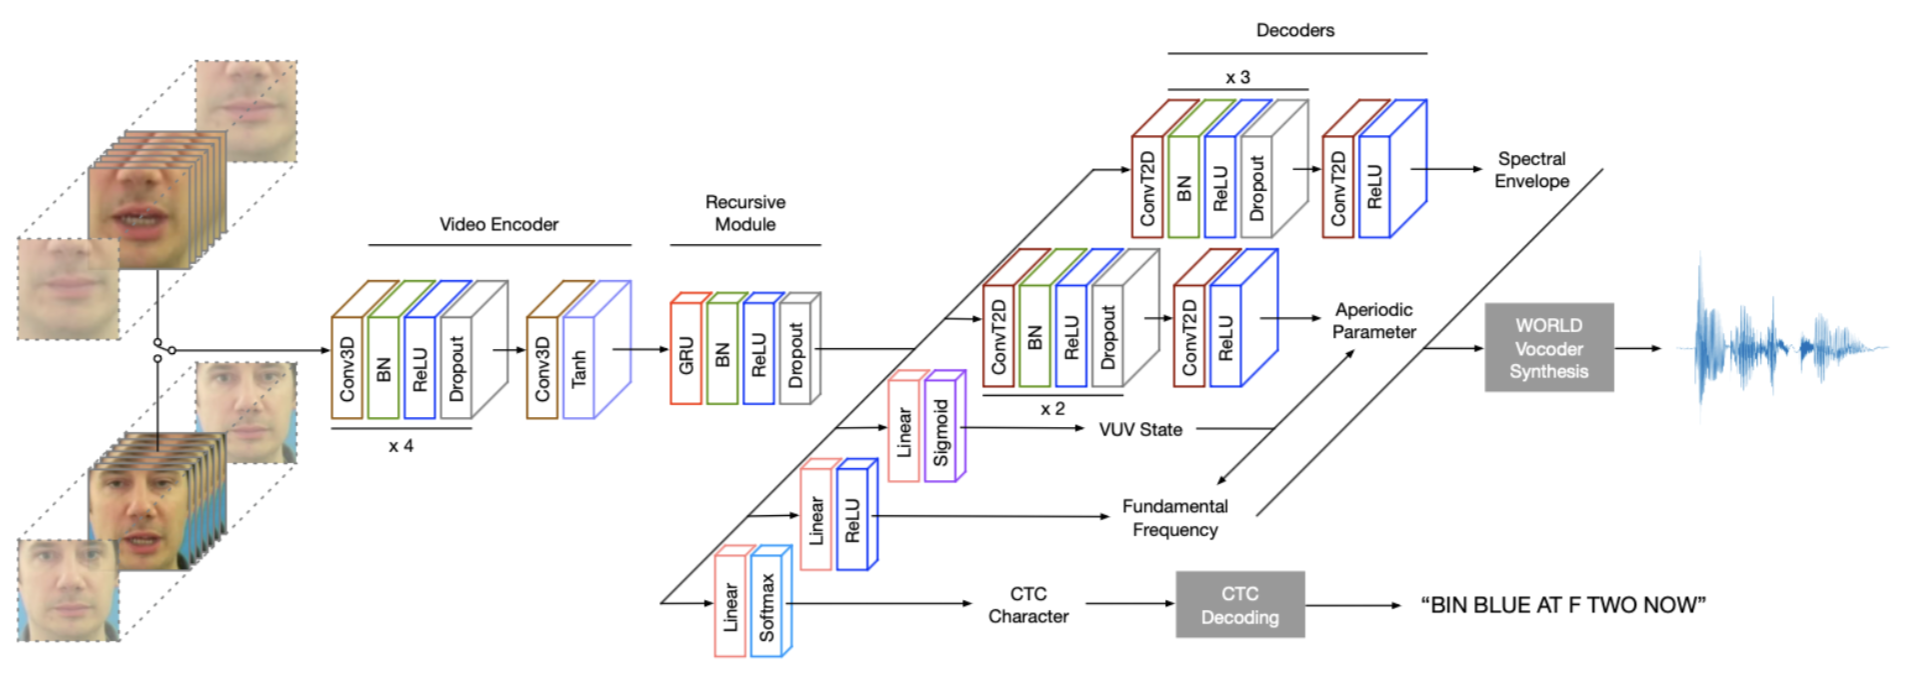 Decoders
x 3
ConvT2D
BN
ReLU
Dropout
ConvT2D
ReLU
Spectral
Envelope
Video Encoder
Recursive
Module
Conv3D
BN
ReLU
Dropout
x 4
Conv3D
Tanh
GRU
BN
ReLU
Dropout
ConvT2D
BN
ReLU
Dropout
x 2
ConvT2D
ReLU
Aperiodic
Parameter
WORLD
Vocoder
Synthesis
Linear
Sigmoid
VUV State
Linear
ReLU
Fundamental
Frequency
Linear
Softmax
CTC
Character
CTC
Decoding
“BIN BLUE AT F TWO NOW”